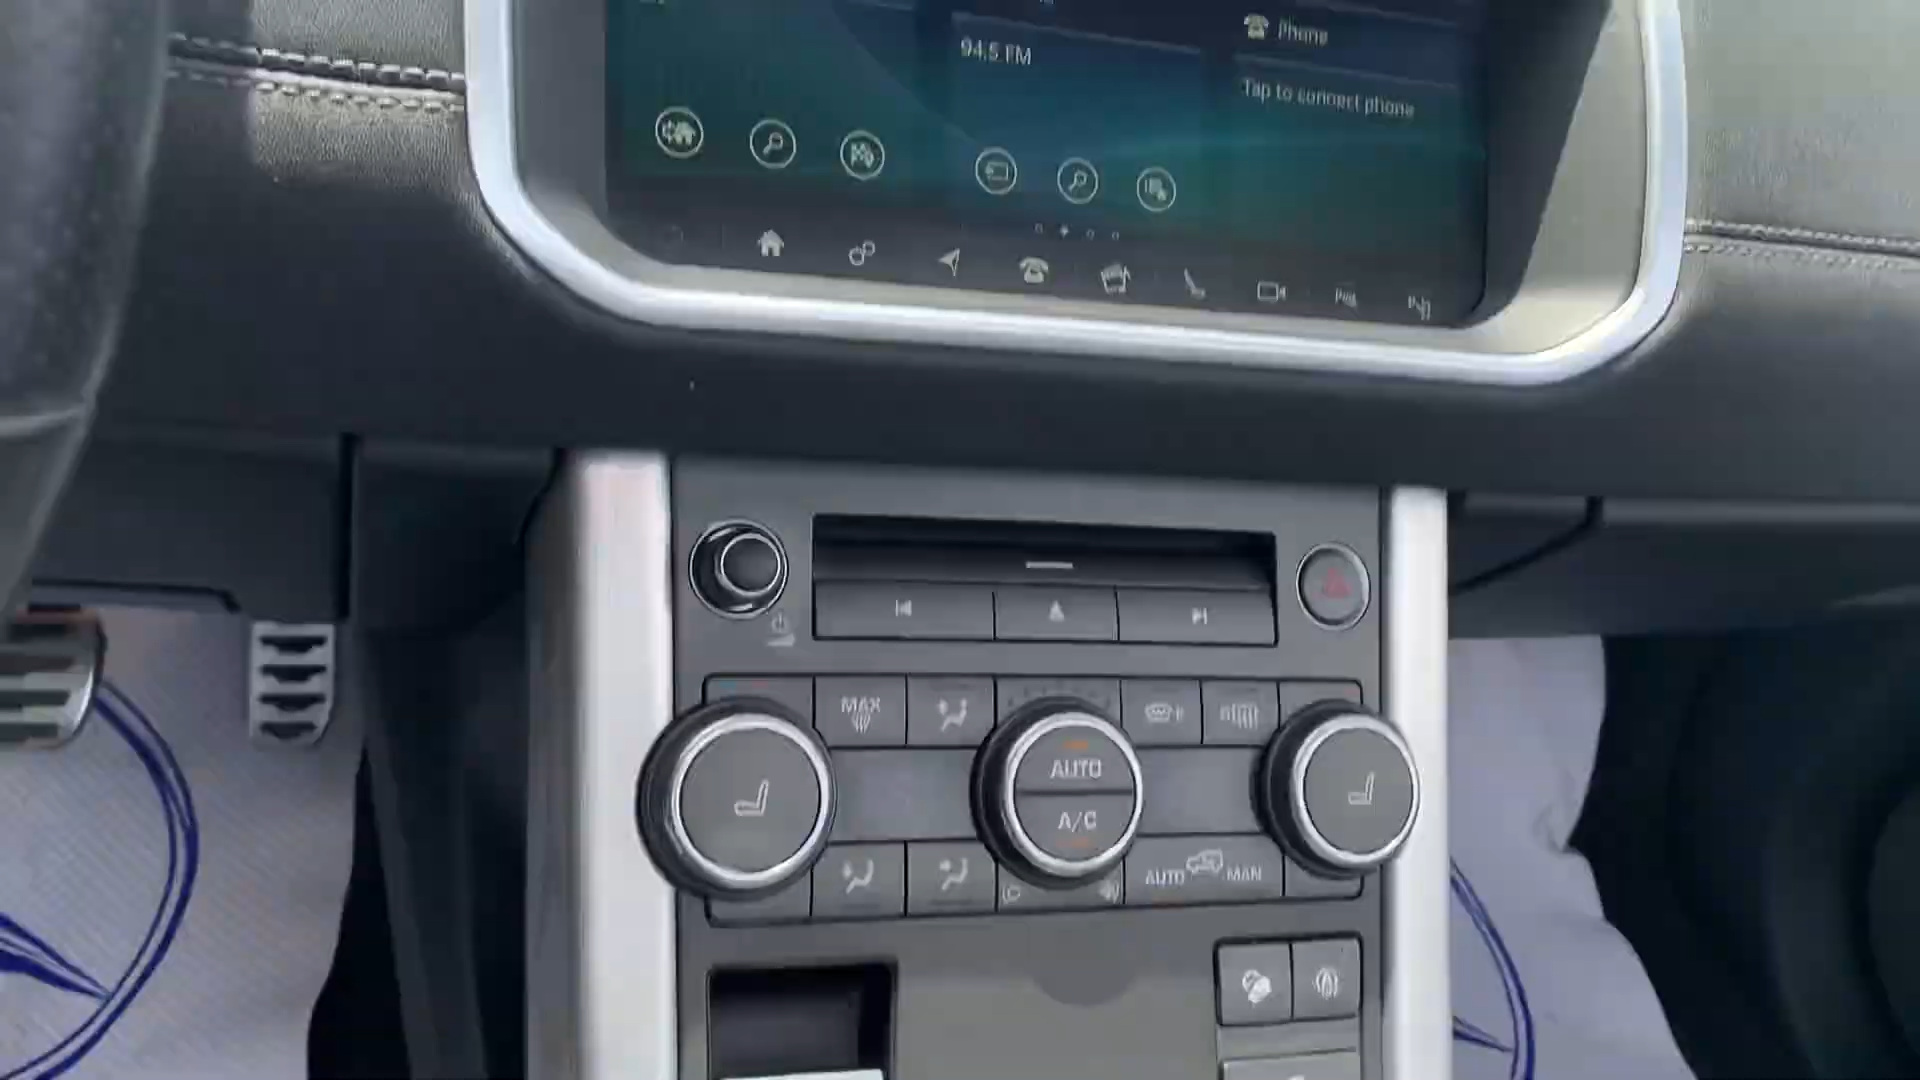 Phone
94.5 FM
Tap to connect phone
MAX
AUTO
A/C
R
AUTO MAN